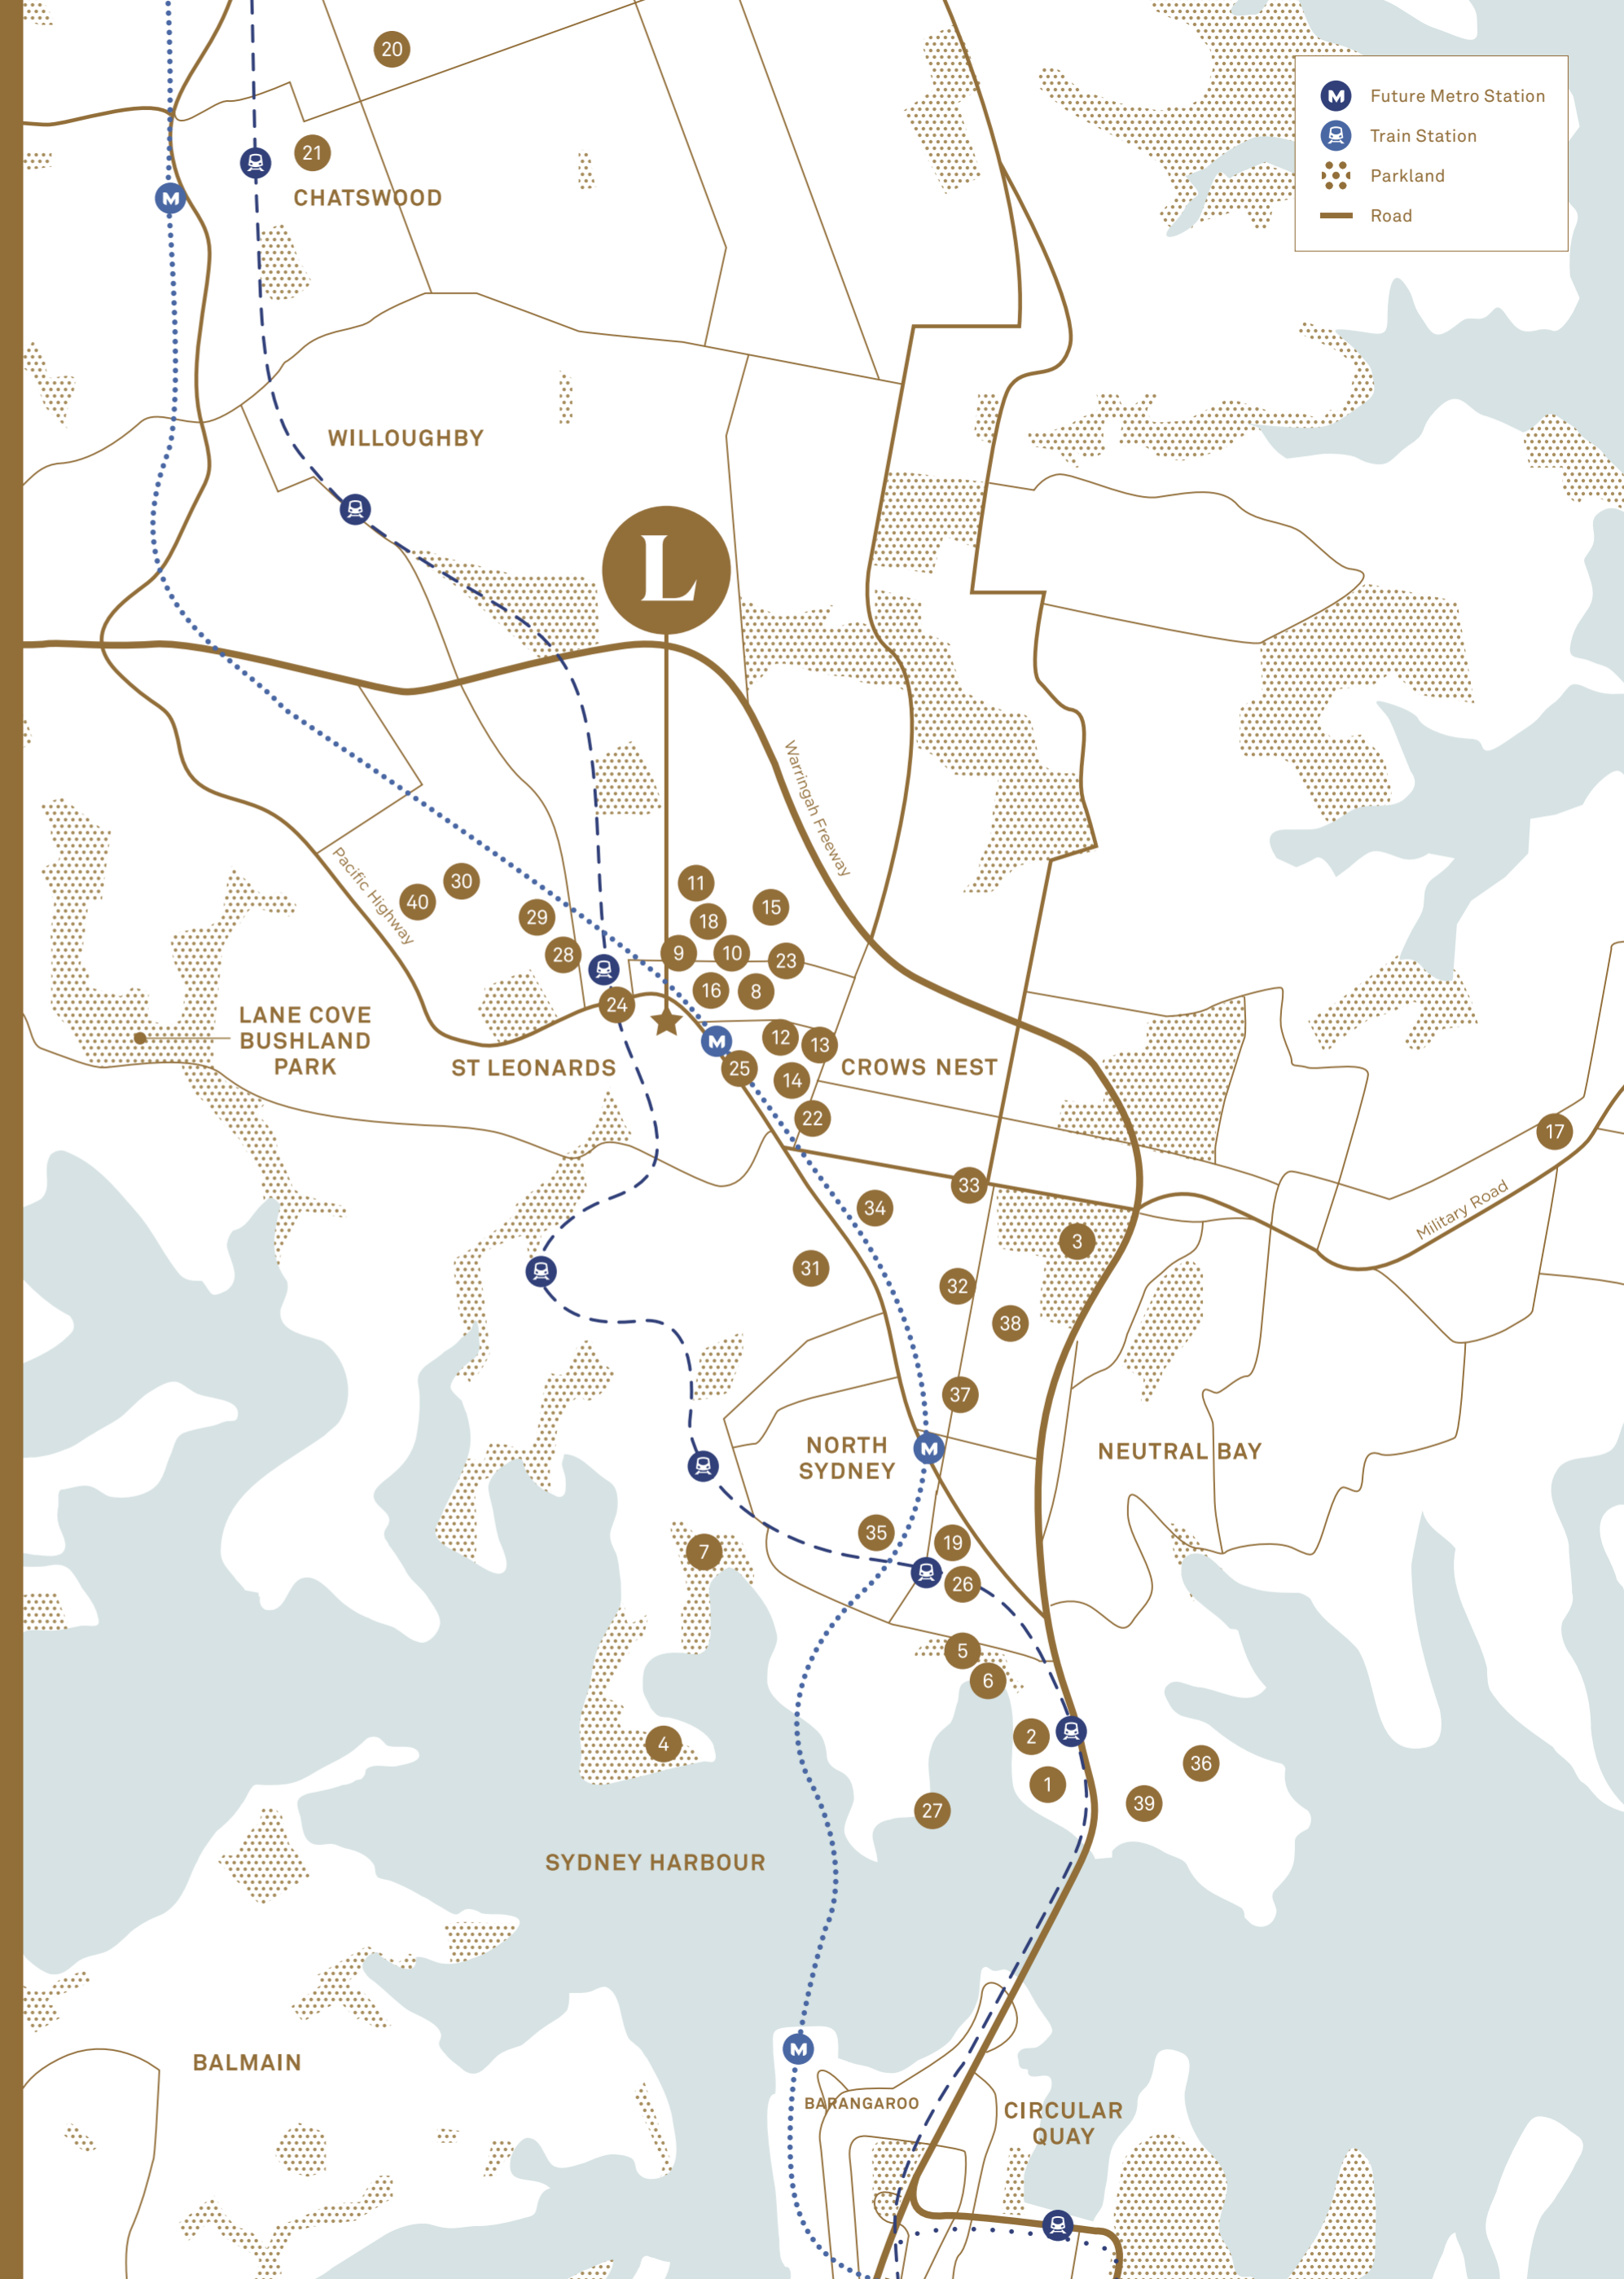 20
M Future Metro Station
Train Station
Parkland
Road
21
CHATSWOOD
M
WILLOUGHBY
L
Warringah Freeway
Pacific Highway
11
30
40
15
29
18
28
9
10
23
24
16
8
LANE COVE
BUSHLAND
PARK
ST LEONARDS
M
12
13
25
14
CROWS NEST
22
17
33
34
Military Road
3
31
32
38
37
NORTH
SYDNEY
M
NEUTRAL BAY
35
19
7
26
5
6
2
4
36
1
39
27
SYDNEY HARBOUR
M
BALMAIN
BARANGAROO
CIRCULAR
QUAY